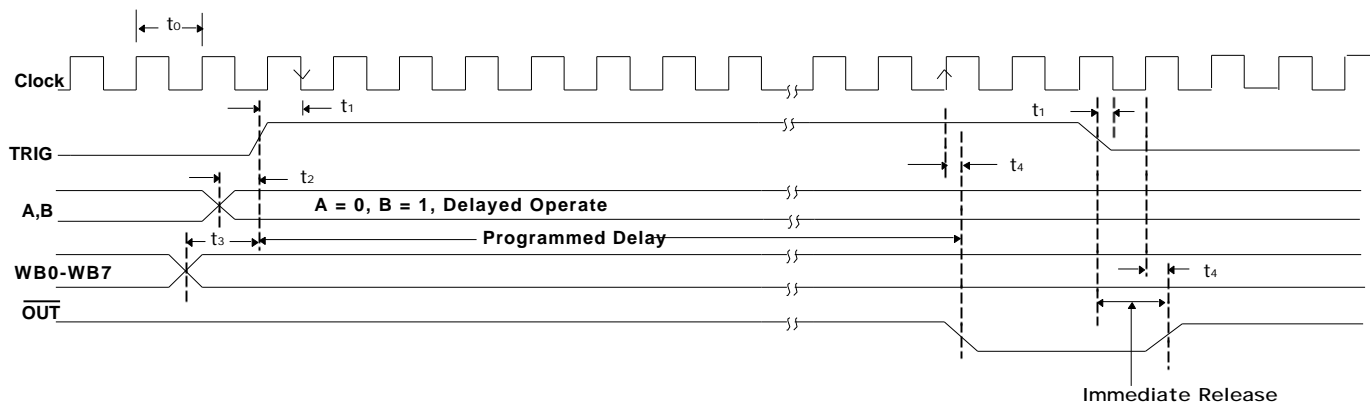 t0
Clock
t1
t1
TRIG
t4
t2
A,B
A = 0, B = 1, Delayed Operate
t3
Programmed Delay
WB0-WB7
t4
OUT
Immediate Release